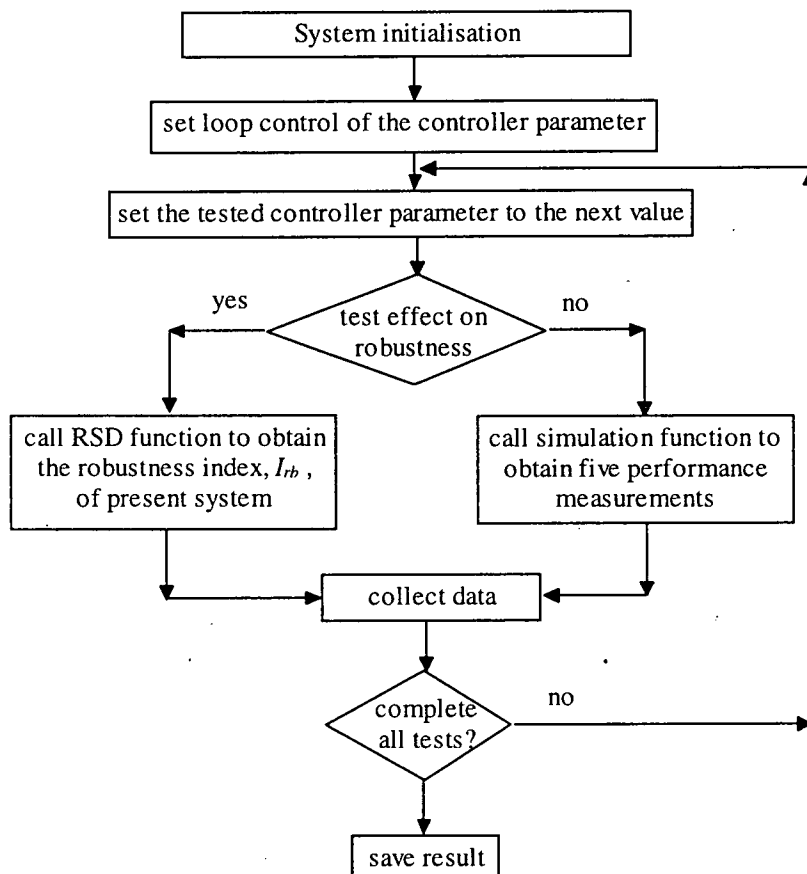 System initialisation
set loop control of the controller parameter
set the tested controller parameter to the next value
yes
test effect on
robustness
no
call RSD function to obtain
the robustness index, Irb ,
of present system
call simulation function to
obtain five performance
measurements
collect data
complete
all tests?
no
save result